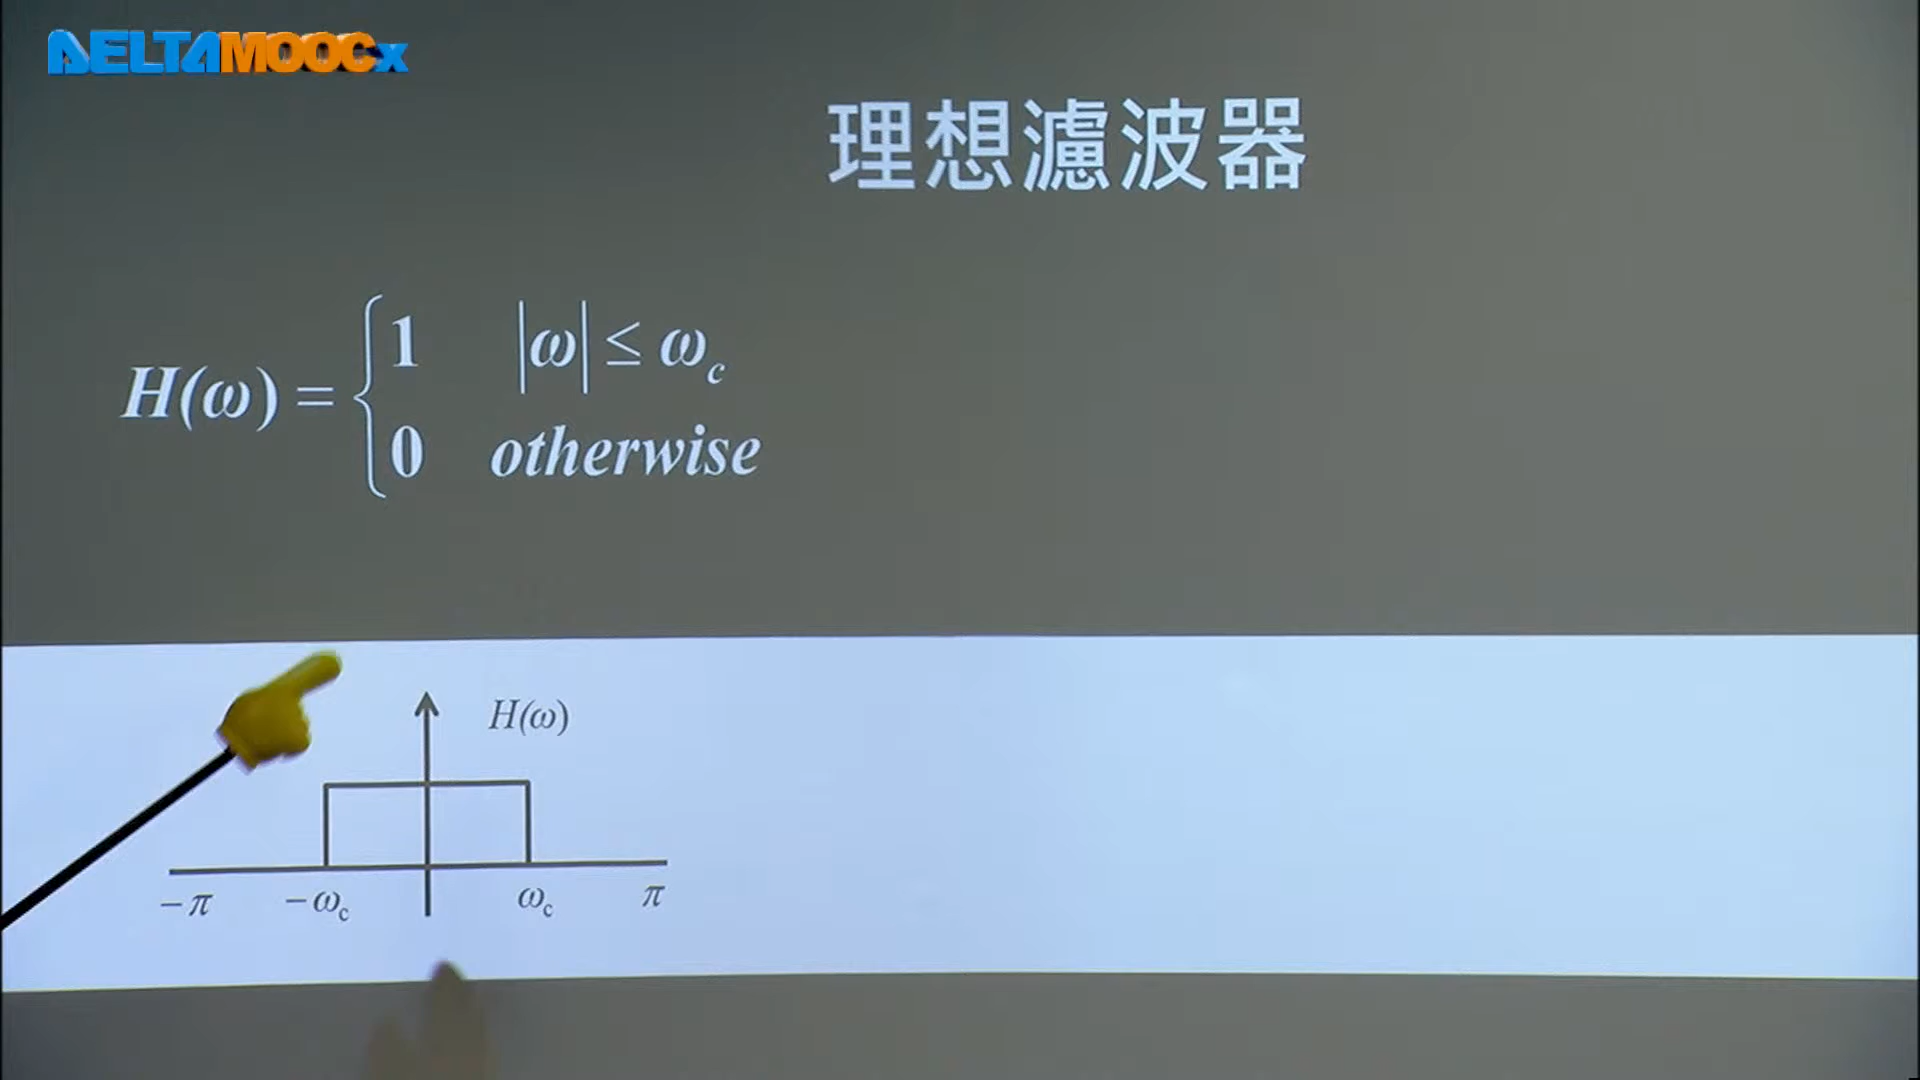 DELTAMOOCx
理想濾波器
H(ω) = { 1 |ω| ≤ ω_c
0 otherwise
H(ω)
−π −ω_c ω_c π